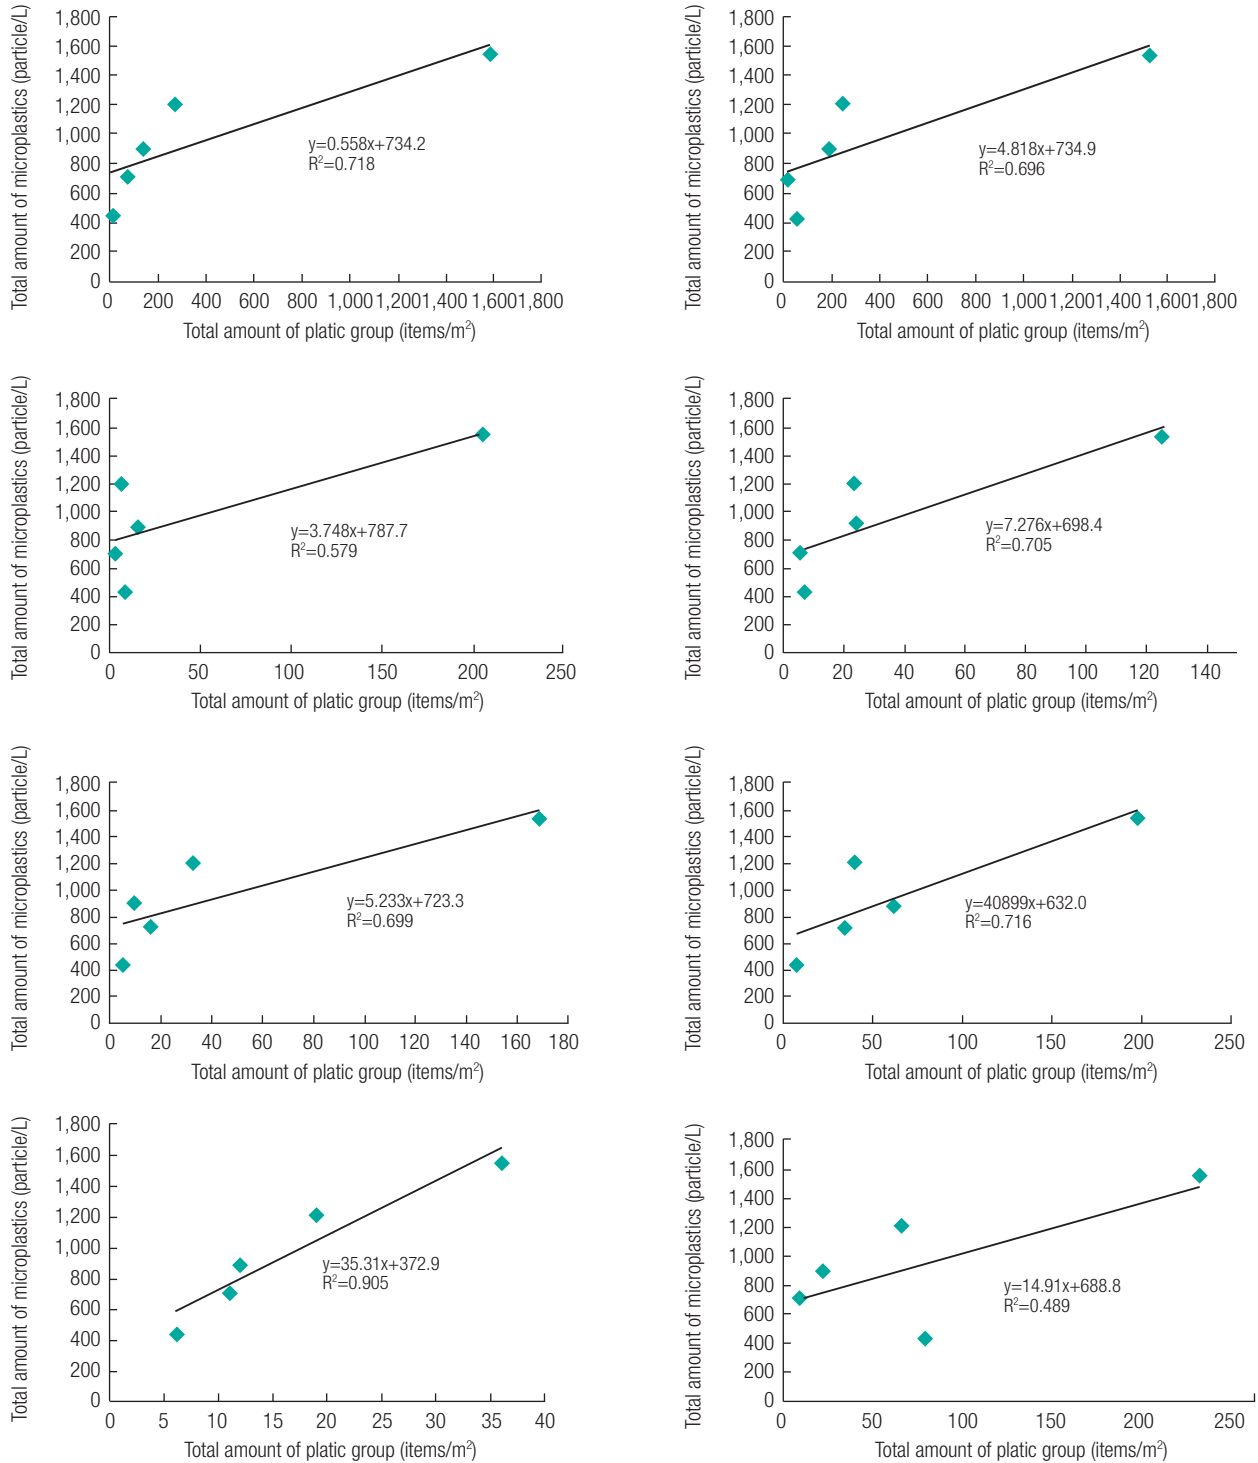 Total amount of microplastics (particle/L)
1,800
1,600
1,400
1,200
1,000
800
600
400
200
0
y=0.558x+734.2
R²=0.718
0 200 400 600 800 1,000 1,200 1,400 1,600 1,800
Total amount of platic group (items/m²)
Total amount of microplastics (particle/L)
1,800
1,600
1,400
1,200
1,000
800
600
400
200
0
y=4.818x+734.9
R²=0.696
0 200 400 600 800 1,000 1,200 1,400 1,600 1,800
Total amount of platic group (items/m²)
Total amount of microplastics (particle/L)
1,800
1,600
1,400
1,200
1,000
800
600
400
200
0
y=3.748x+787.7
R²=0.579
0 50 100 150 200 250
Total amount of platic group (items/m²)
Total amount of microplastics (particle/L)
1,800
1,600
1,400
1,200
1,000
800
600
400
200
0
y=7.276x+698.4
R²=0.705
0 20 40 60 80 100 120 140
Total amount of platic group (items/m²)
Total amount of microplastics (particle/L)
1,800
1,600
1,400
1,200
1,000
800
600
400
200
0
y=5.233x+723.3
R²=0.699
0 20 40 60 80 100 120 140 160 180
Total amount of platic group (items/m²)
Total amount of microplastics (particle/L)
1,800
1,600
1,400
1,200
1,000
800
600
400
200
0
y=40899x+632.0
R²=0.716
0 50 100 150 200 250
Total amount of platic group (items/m²)
Total amount of microplastics (particle/L)
1,800
1,600
1,400
1,200
1,000
800
600
400
200
0
y=35.31x+372.9
R²=0.905
0 5 10 15 20 25 30 35 40
Total amount of platic group (items/m²)
Total amount of microplastics (particle/L)
1,800
1,600
1,400
1,200
1,000
800
600
400
200
0
y=14.91x+688.8
R²=0.489
0 50 100 150 200 250
Total amount of platic group (items/m²)